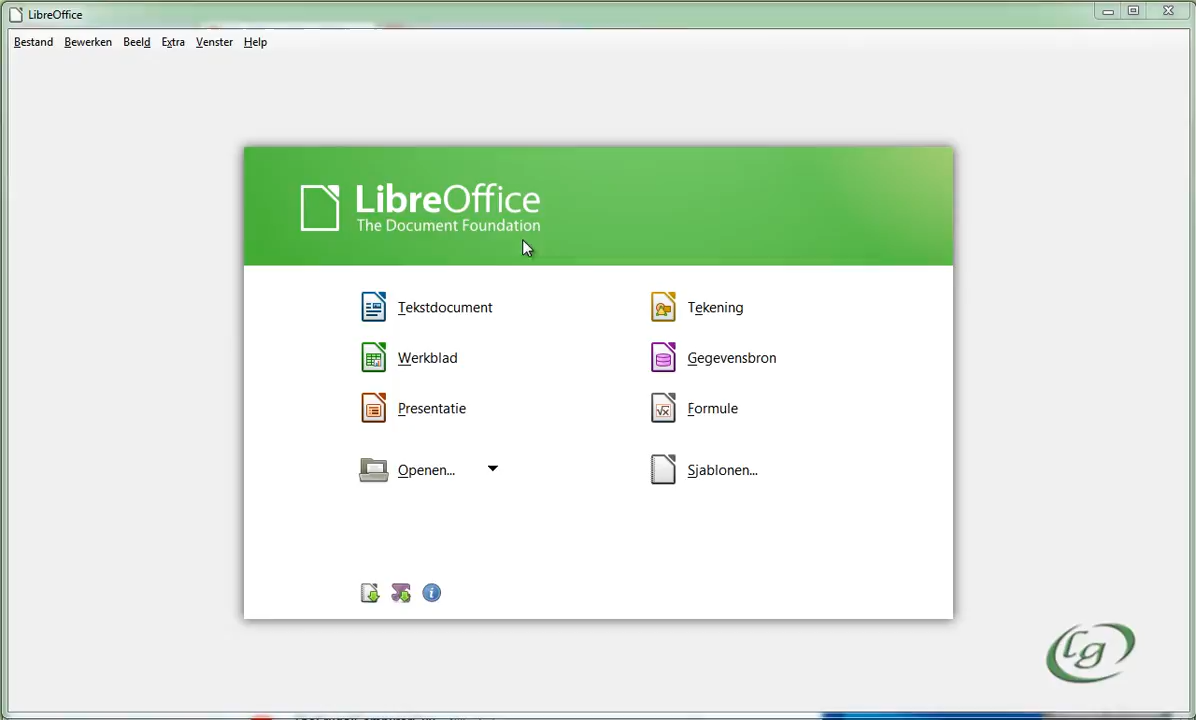 LibreOffice
Bestand Bewerken Beeld Extra Venster Help
LibreOffice
The Document Foundation
Tekstdocument Tekening
Werkblad Gegevensbron
Presentatie Formule
Openen... Sjablonen...
Lg